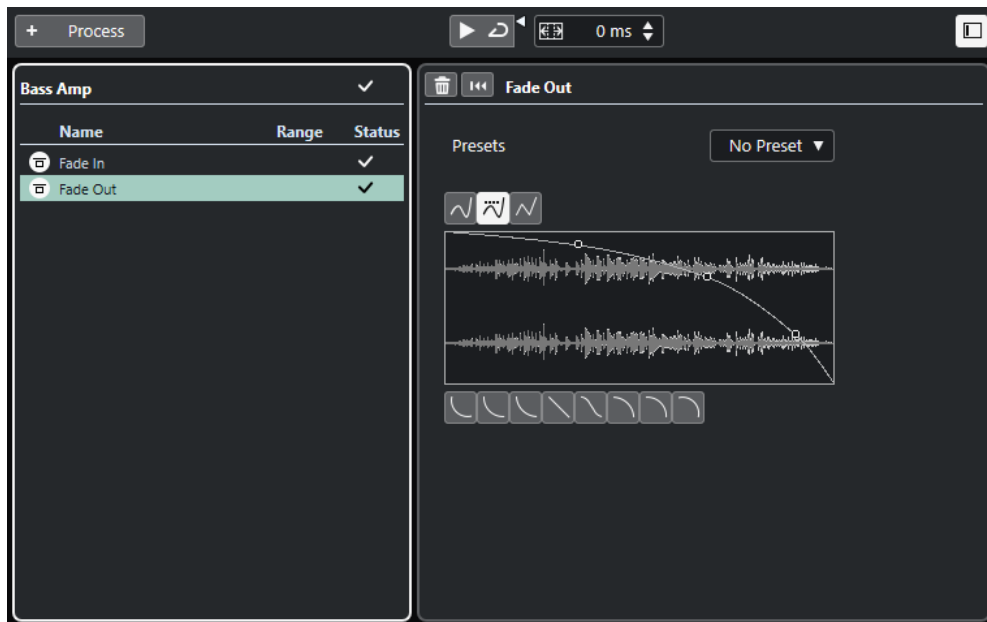 + Process
0 ms
Bass Amp
Name Range Status
Fade In
Fade Out
Fade Out
Presets No Preset